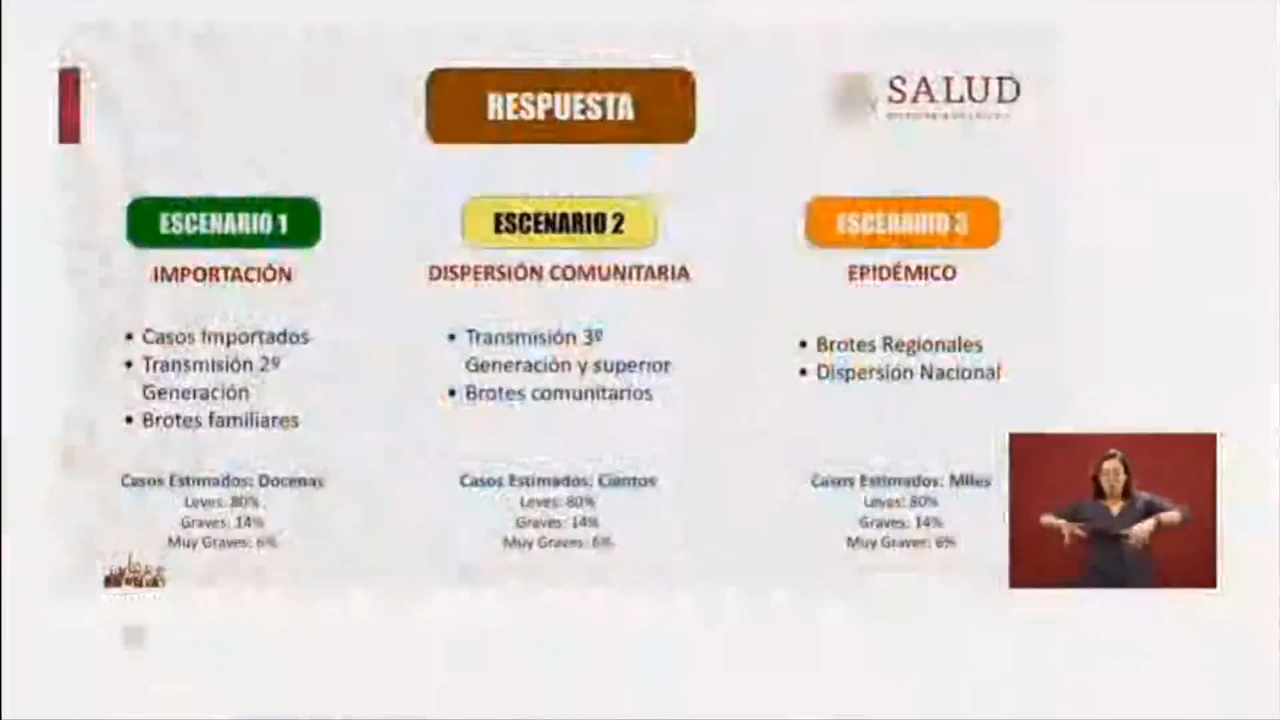 RESPUESTA
SALUD
ESCENARIO 1
IMPORTACIÓN
• Casos Importados
• Transmisión 2º
Generación
• Brotes familiares
Casos Estimados: Docenas
Leves: 80%
Graves: 14%
Muy Graves: 6%
ESCENARIO 2
DISPERSIÓN COMUNITARIA
• Transmisión 3º
Generación y superior
• Brotes comunitarios
Casos Estimados: Cientos
Leves: 80%
Graves: 14%
Muy Graves: 6%
ESCENARIO 3
EPIDÉMICO
• Brotes Regionales
• Dispersión Nacional
Casos Estimados: Miles
Leves: 80%
Graves: 14%
Muy Graves: 6%